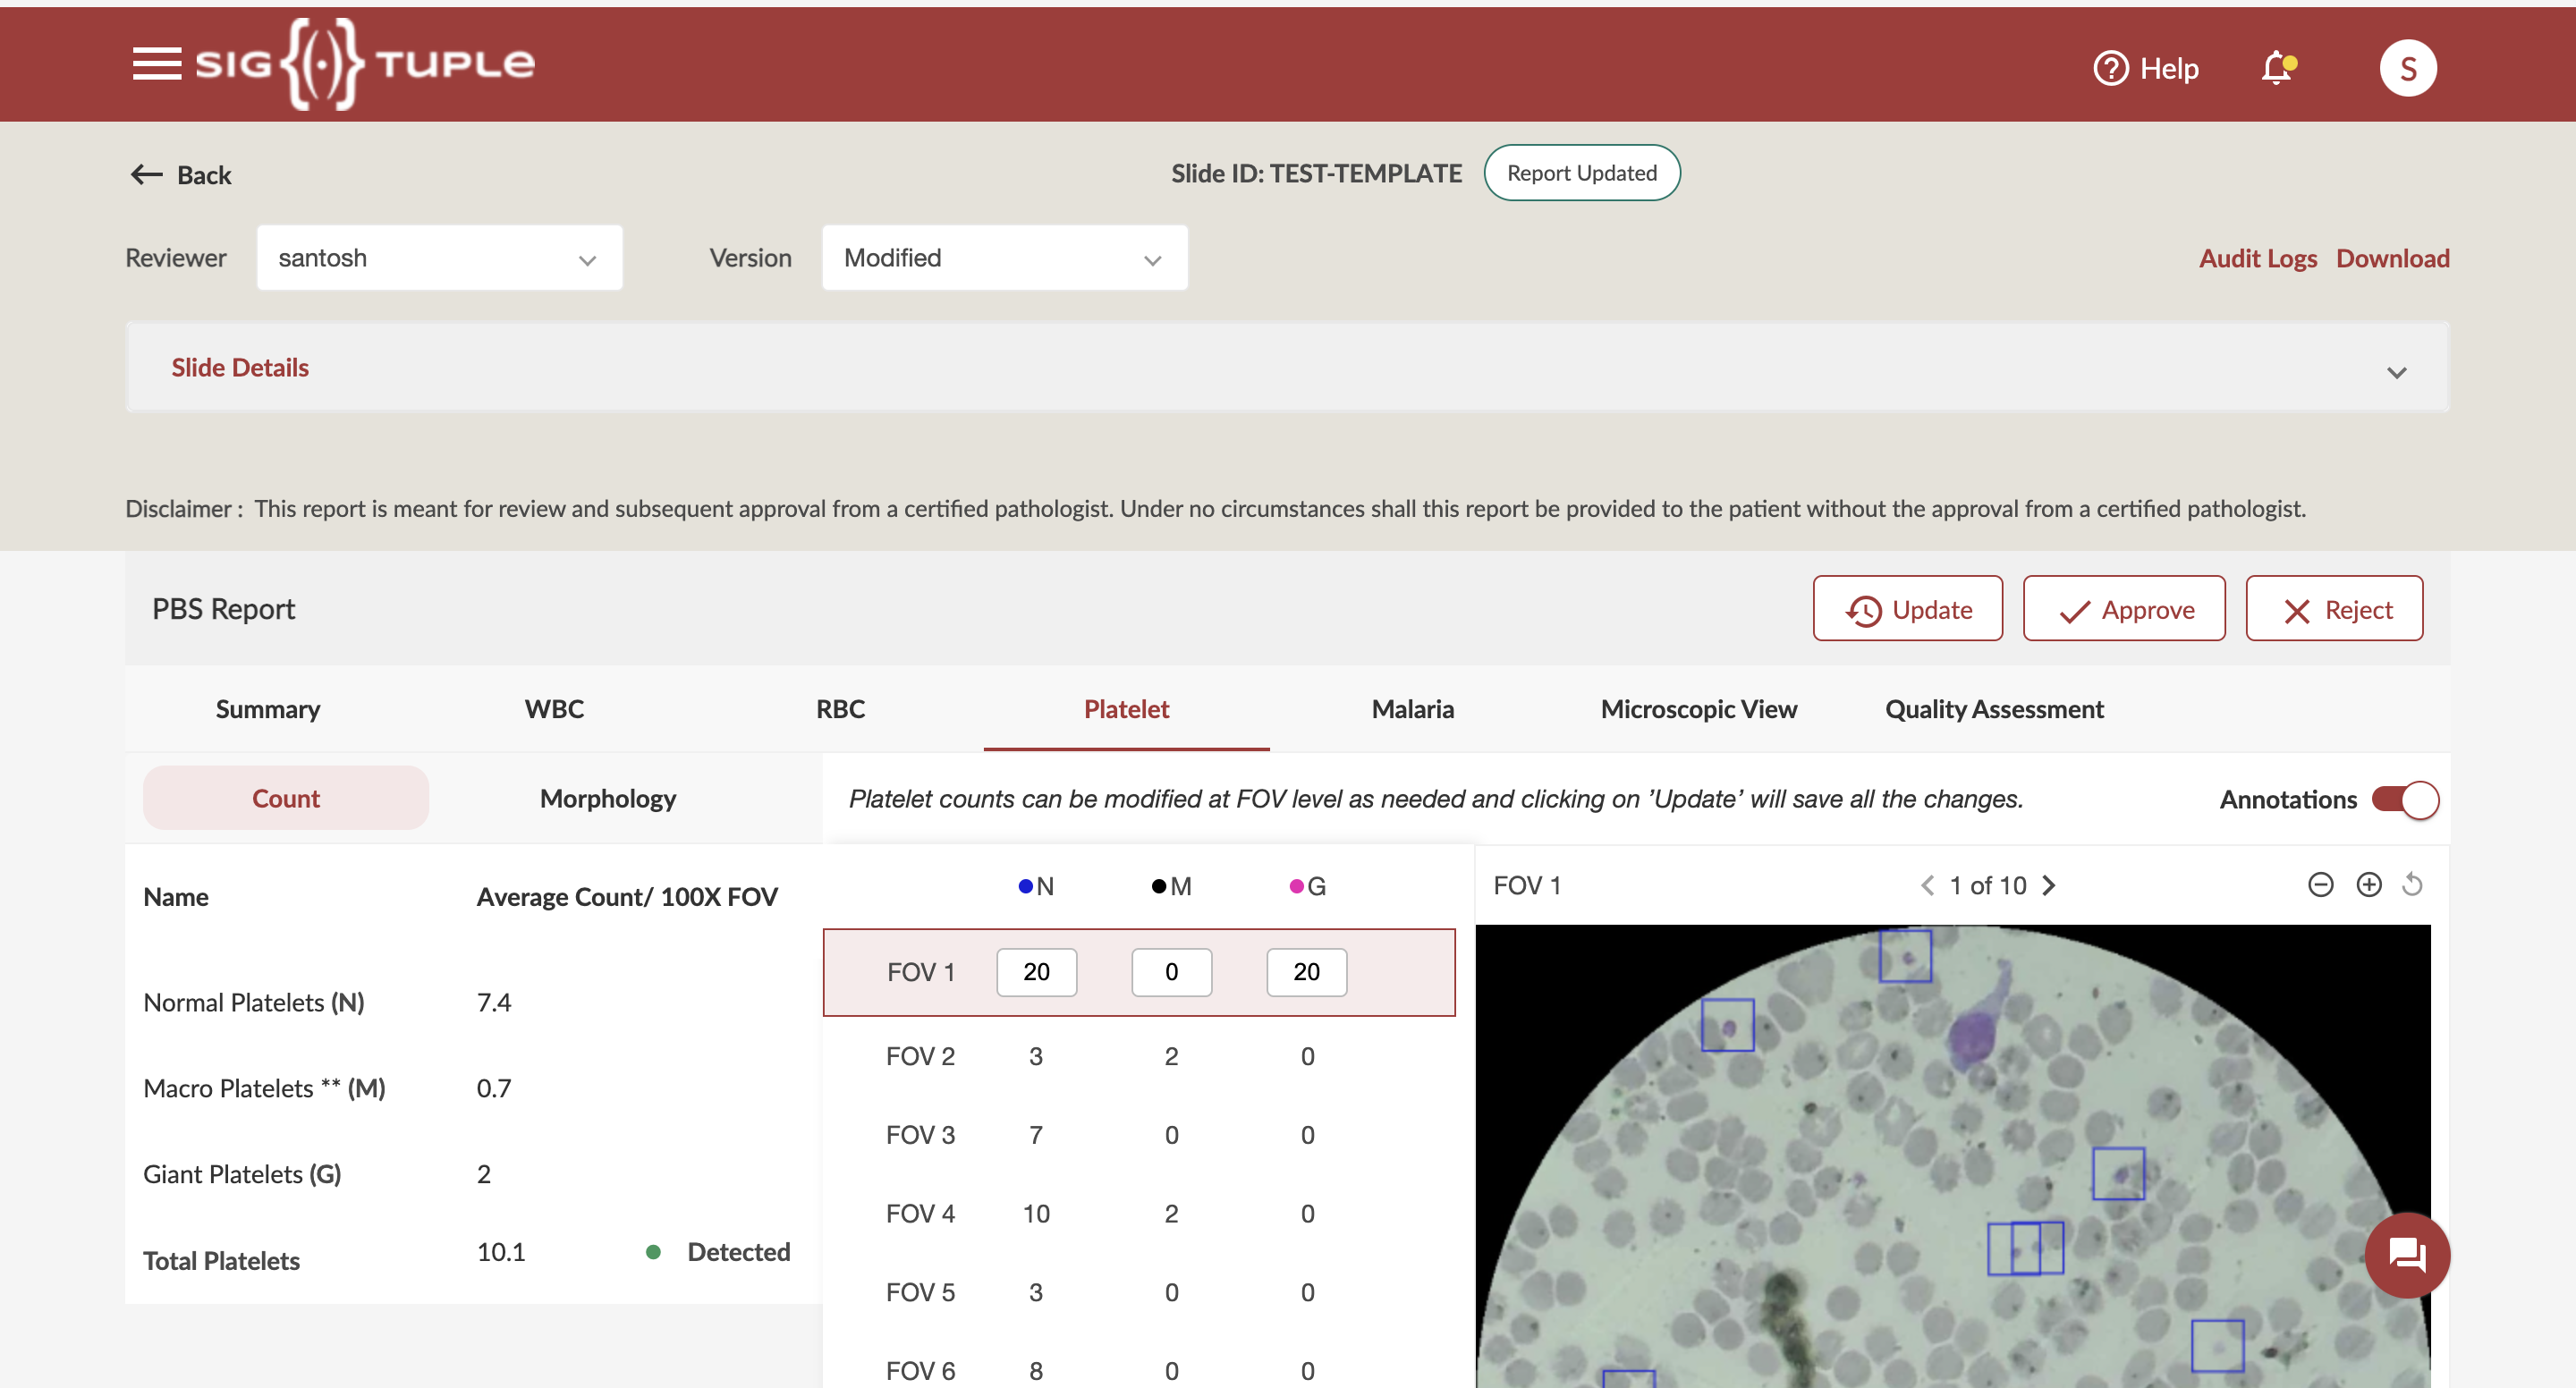 SIG{(·)}TUPLE
Help
S
Back
Slide ID: TEST-TEMPLATE
Report Updated
Reviewer
santosh
Version
Modified
Audit Logs
Download
Slide Details
Disclaimer : This report is meant for review and subsequent approval from a certified pathologist. Under no circumstances shall this report be provided to the patient without the approval from a certified pathologist.
PBS Report
Update
Approve
Reject
Summary
WBC
RBC
Platelet
Malaria
Microscopic View
Quality Assessment
Count
Morphology
Platelet counts can be modified at FOV level as needed and clicking on 'Update' will save all the changes.
Annotations
Name
Average Count/ 100X FOV
Normal Platelets (N)
7.4
Macro Platelets ** (M)
0.7
Giant Platelets (G)
2
Total Platelets
10.1
Detected
N M G
FOV 1 20 0 20
FOV 2 3 2 0
FOV 3 7 0 0
FOV 4 10 2 0
FOV 5 3 0 0
FOV 6 8 0 0
FOV 1
1 of 10